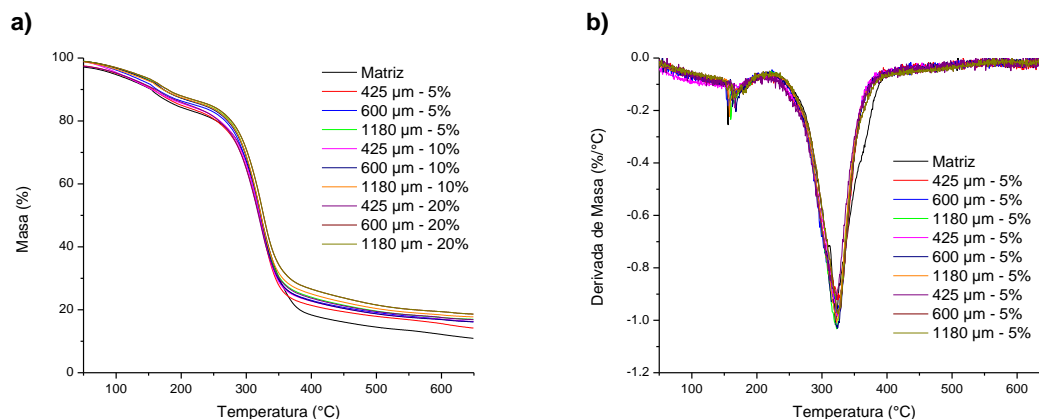 a)
100
80
60
40
20
0
Masa (%)
100 200 300 400 500 600
Temperatura (°C)
Matriz
425 µm - 5%
600 µm - 5%
1180 µm - 5%
425 µm - 10%
600 µm - 10%
1180 µm - 10%
425 µm - 20%
600 µm - 20%
1180 µm - 20%
b)
0.0
-0.2
-0.4
-0.6
-0.8
-1.0
-1.2
Derivada de Masa (%/°C)
100 200 300 400 500 600
Temperatura (°C)
Matriz
425 µm - 5%
600 µm - 5%
1180 µm - 5%
425 µm - 5%
600 µm - 5%
1180 µm - 5%
425 µm - 5%
600 µm - 5%
1180 µm - 5%